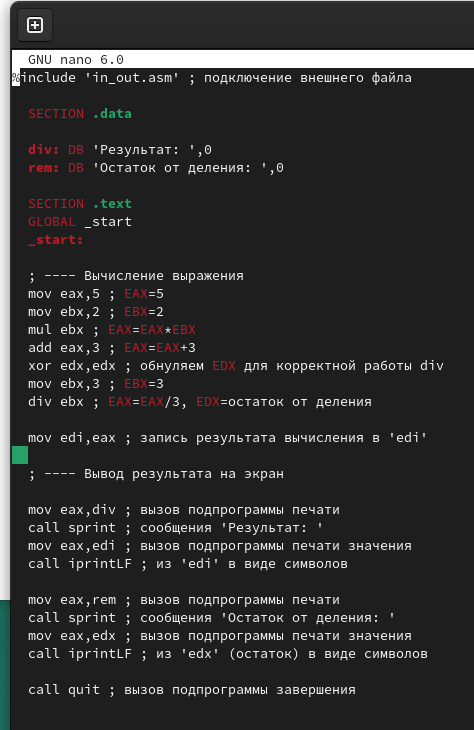 GNU nano 6.0
%include 'in_out.asm' ; подключение внешнего файла
SECTION .data
div: DB 'Результат: ',0
rem: DB 'Остаток от деления: ',0
SECTION .text
GLOBAL _start
_start:
; ---- Вычисление выражения
mov eax,5 ; EAX=5
mov ebx,2 ; EBX=2
mul ebx ; EAX=EAX*EBX
add eax,3 ; EAX=EAX+3
xor edx,edx ; обнуляем EDX для корректной работы div
mov ebx,3 ; EBX=3
div ebx ; EAX=EAX/3, EDX=остаток от деления
mov edi,eax ; запись результата вычисления в 'edi'
; ---- Вывод результата на экран
mov eax,div ; вызов подпрограммы печати
call sprint ; сообщения 'Результат: '
mov eax,edi ; вызов подпрограммы печати значения
call iprintLF ; из 'edi' в виде символов
mov eax,rem ; вызов подпрограммы печати
call sprint ; сообщения 'Остаток от деления: '
mov eax,edx ; вызов подпрограммы печати значения
call iprintLF ; из 'edx' (остаток) в виде символов
call quit ; вызов подпрограммы завершения